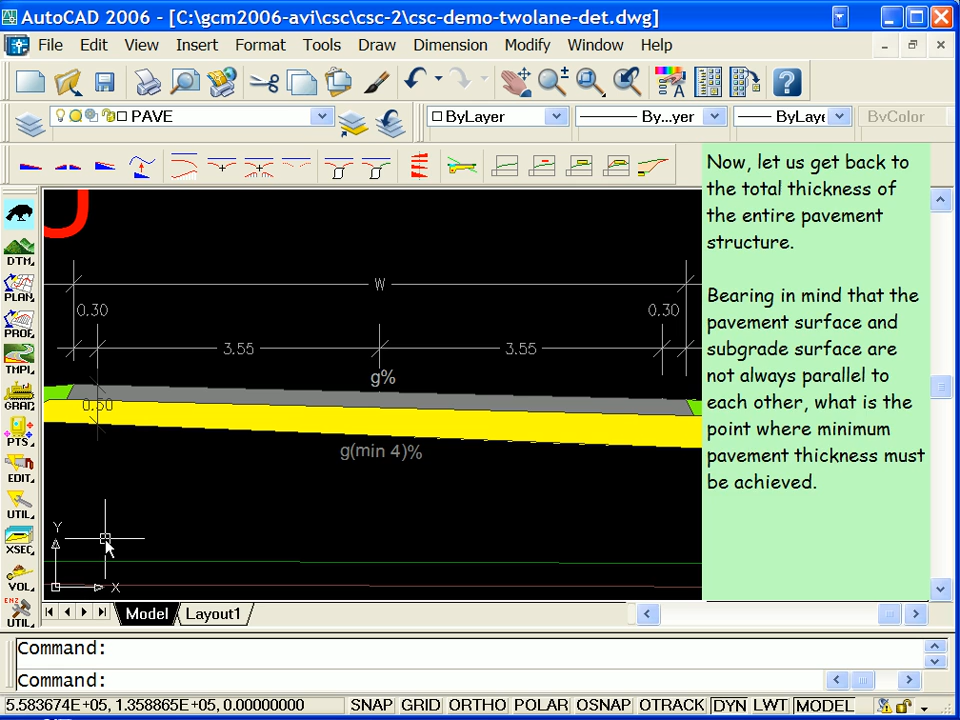 AutoCAD 2006 - [C:\gcm2006-avi\csc\csc-2\csc-demo-twolane-det.dwg]
File Edit View Insert Format Tools Draw Dimension Modify Window Help
PAVE
ByLayer
By...yer
ByLaye
ByColor
Now, let us get back to
the total thickness of
the entire pavement
structure.
Bearing in mind that the
pavement surface and
subgrade surface are
not always parallel to
each other, what is the
point where minimum
pavement thickness must
be achieved.
DTM
PLAN
PROF
TMPL
GRAD
PTS
EDIT
UTIL
XSEC
VOL
ENZ
UTIL
W
0.30
0.30
3.55
3.55
g%
0.50
g(min 4)%
Y
X
Model
Layout1
Command:
Command:
5.583674E+05, 1.358865E+05, 0.00000000
SNAP GRID ORTHO POLAR OSNAP OTRACK DYN LWT MODEL